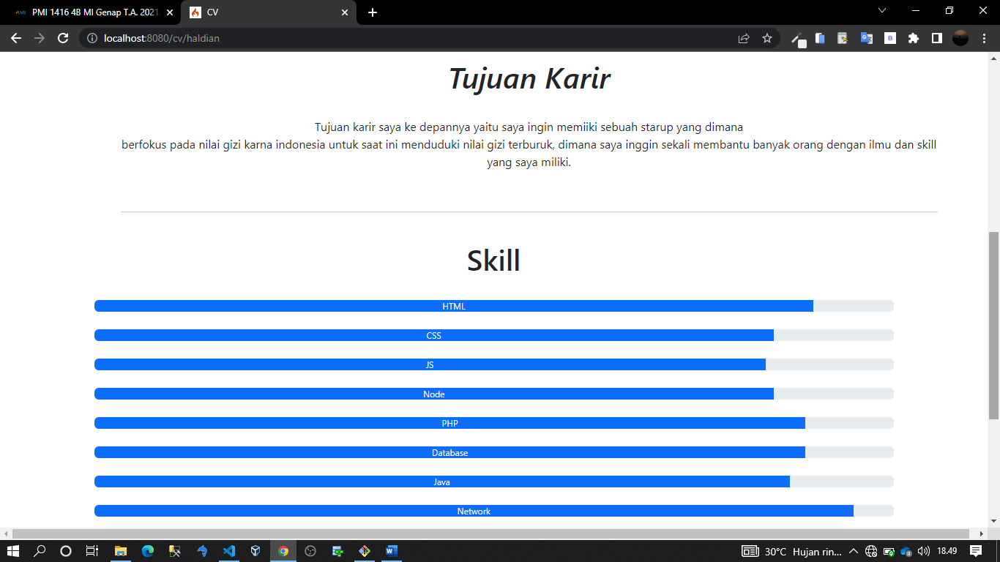 PMI 1416 4B MI Genap T.A. 2021
CV
localhost:8080/cv/haldian
Tujuan Karir
Tujuan karir saya ke depannya yaitu saya ingin memiiki sebuah starup yang dimana
berfokus pada nilai gizi karna indonesia untuk saat ini menduduki nilai gizi terburuk, dimana saya inggin sekali membantu banyak orang dengan ilmu dan skill
yang saya miliki.
Skill
HTML
CSS
JS
Node
PHP
Database
Java
Network
30°C Hujan rin... 18.49